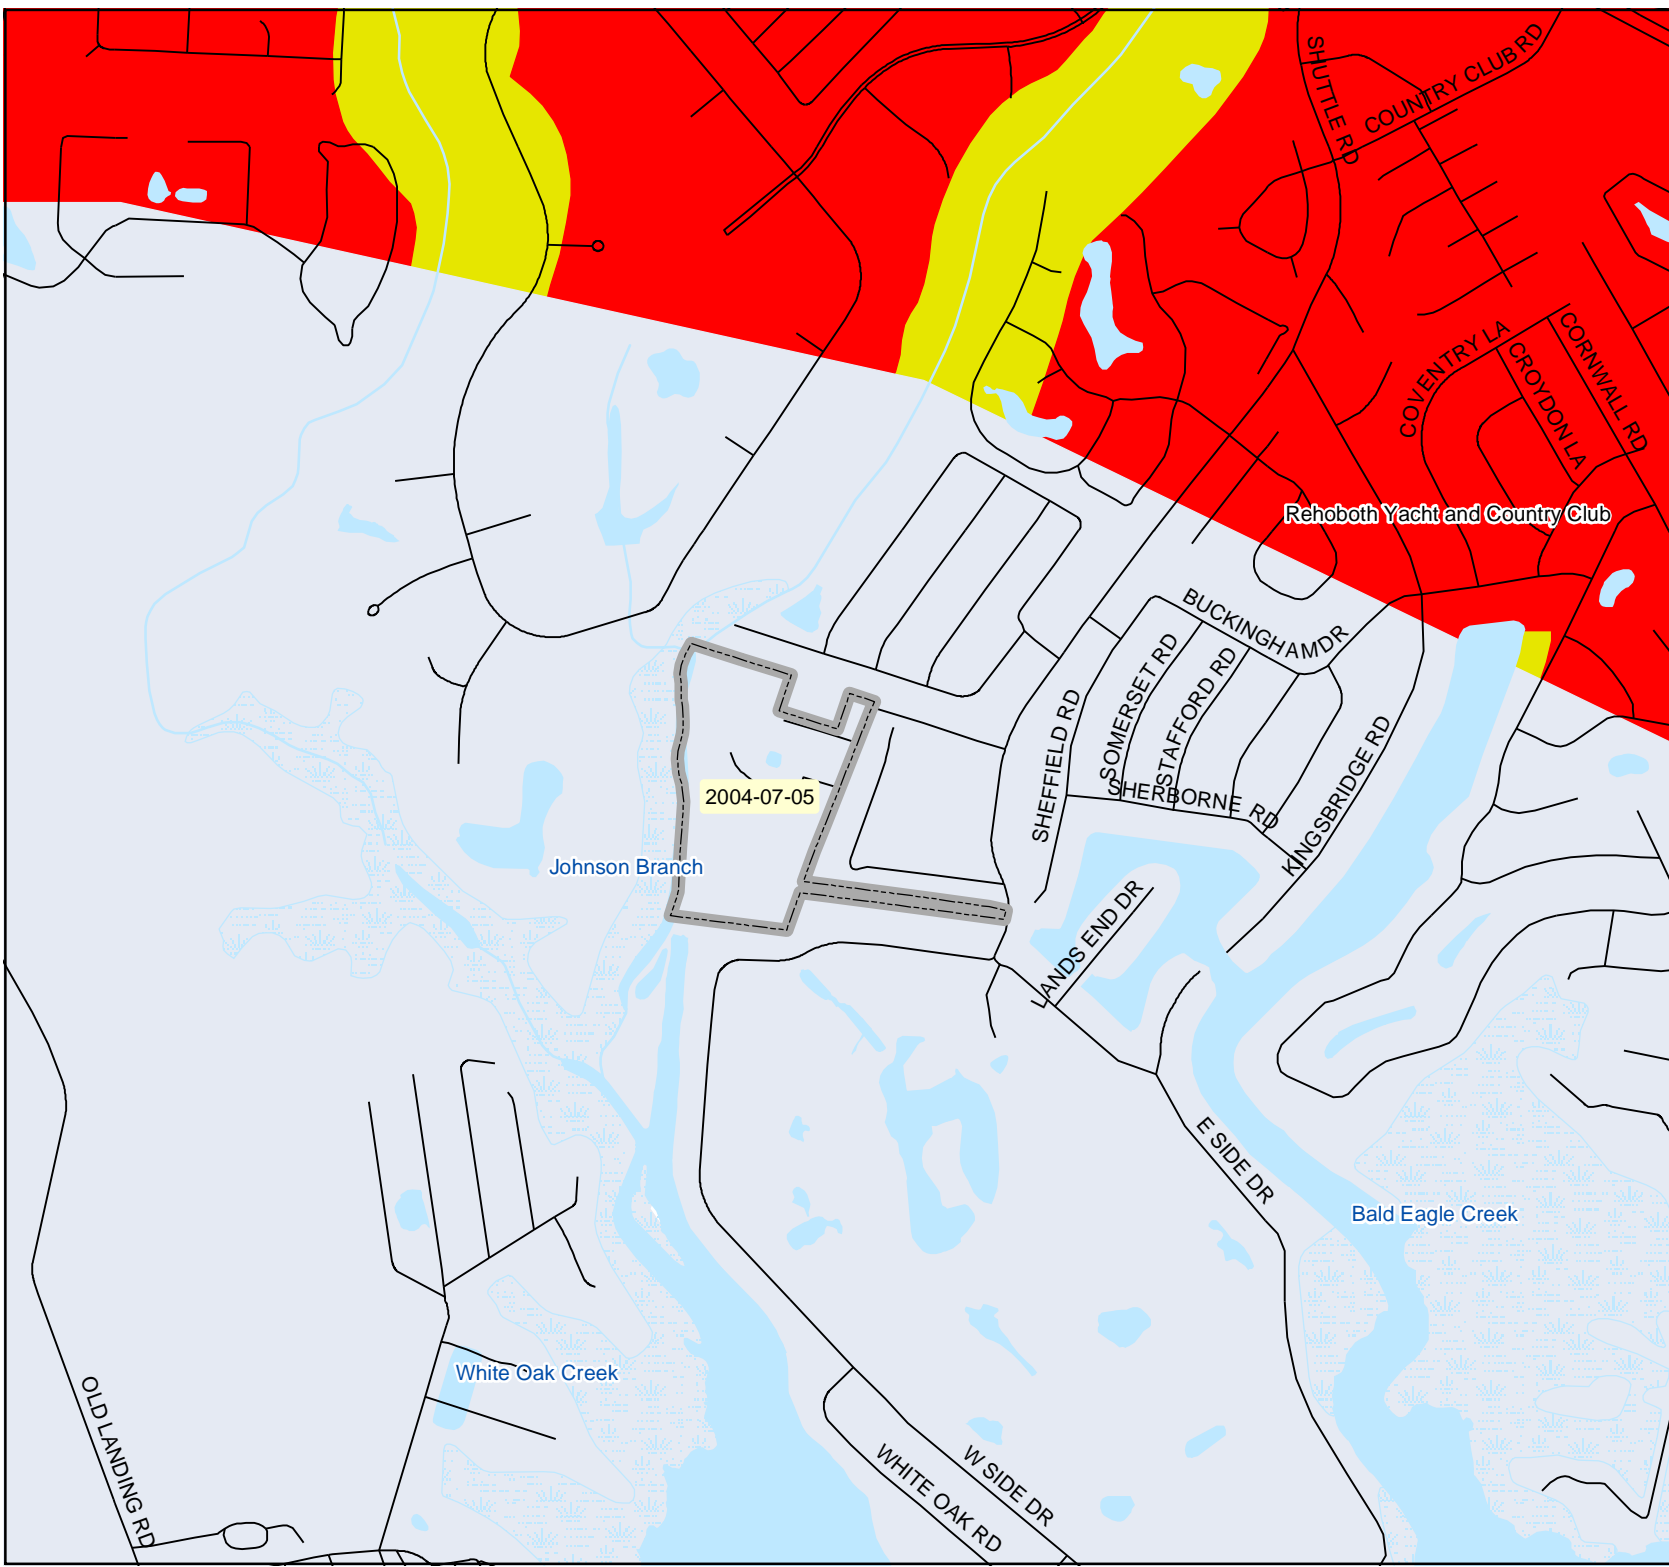 SHUTTLE RD
COUNTRY CLUB RD
COVENTRY LA
CROYDON LA
CORNWALL RD
Rehoboth Yacht and Country Club
BUCKINGHAMDR
SOMERSET RD
STAFFORD RD
SHEFFIELD RD
SHERBORNE RD
KINGSBRIDGE RD
2004-07-05
Johnson Branch
LANDS END DR
E SIDE DR
Bald Eagle Creek
White Oak Creek
OLD LANDING RD
W SIDE DR
WHITE OAK RD